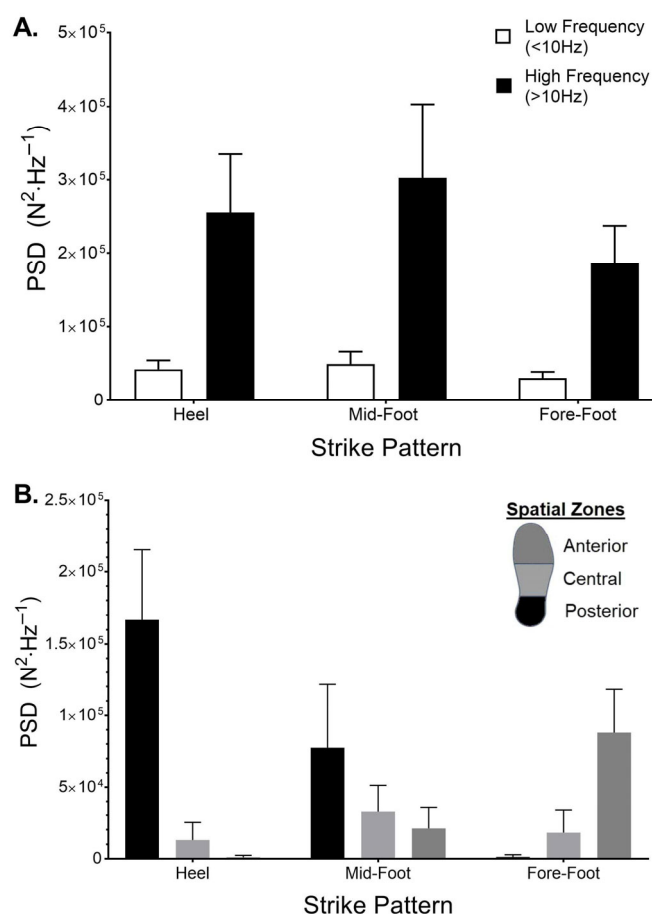 A.
Low Frequency
(<10Hz)
High Frequency
(>10Hz)
PSD (N²·Hz⁻¹)
5×10⁵
4×10⁵
3×10⁵
2×10⁵
1×10⁵
0
Heel Mid-Foot Fore-Foot
Strike Pattern
B.
Spatial Zones
Anterior
Central
Posterior
PSD (N²·Hz⁻¹)
2.5×10⁵
2×10⁵
1.5×10⁵
1×10⁵
5×10⁴
0
Heel Mid-Foot Fore-Foot
Strike Pattern